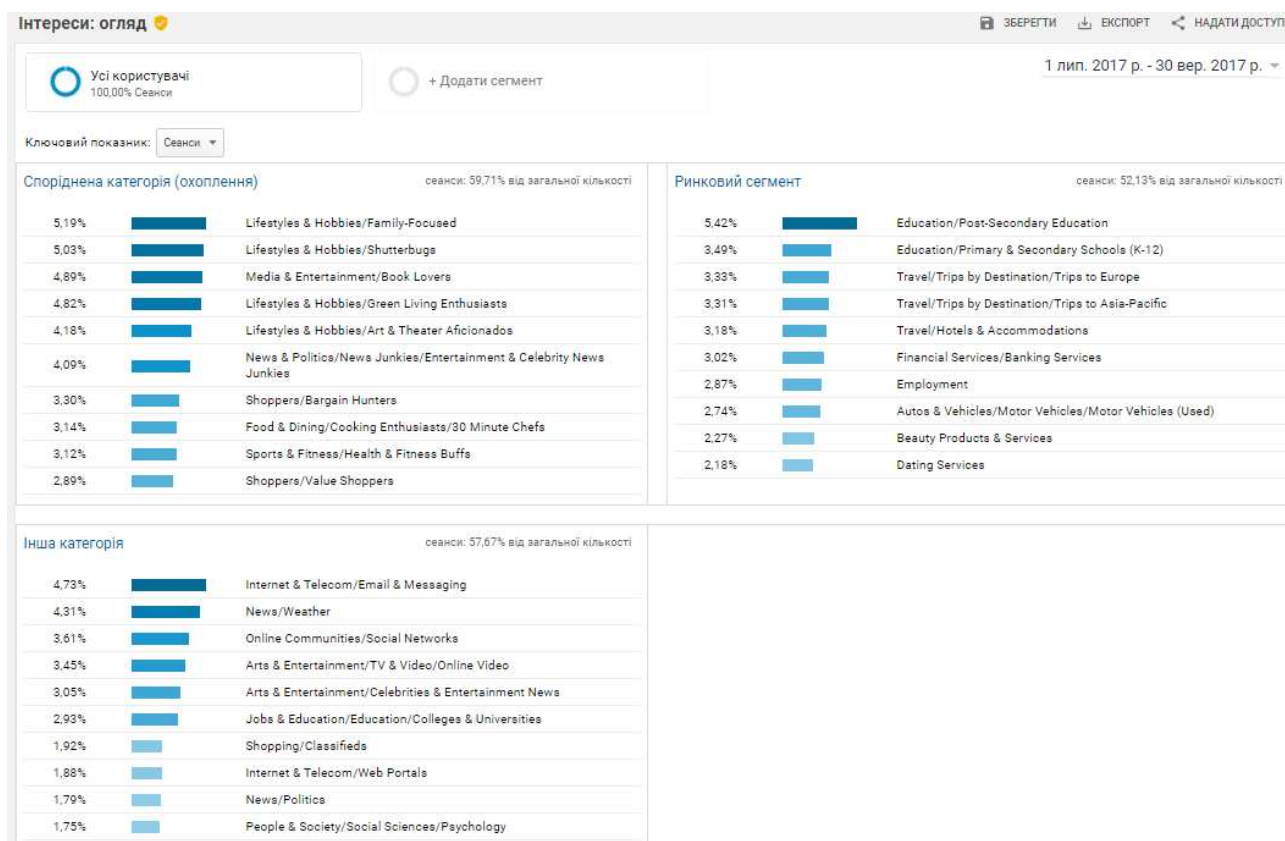 Інтереси: огляд
ЗБЕРЕГТИ ЕКСПОРТ НАДАТИ ДОСТУП
Усі користувачі
100,00% Сеанси
+ Додати сегмент
1 лип. 2017 р. - 30 вер. 2017 р.
Ключовий показник: Сеанси
Споріднена категорія (охоплення) сеанси: 59,71% від загальної кількості
5,19% Lifestyles & Hobbies/Family-Focused
5,03% Lifestyles & Hobbies/Shutterbugs
4,89% Media & Entertainment/Book Lovers
4,82% Lifestyles & Hobbies/Green Living Enthusiasts
4,18% Lifestyles & Hobbies/Art & Theater Aficionados
4,09% News & Politics/News Junkies/Entertainment & Celebrity News
Junkies
3,30% Shoppers/Bargain Hunters
3,14% Food & Dining/Cooking Enthusiasts/30 Minute Chefs
3,12% Sports & Fitness/Health & Fitness Buffs
2,89% Shoppers/Value Shoppers
Ринковий сегмент сеанси: 52,13% від загальної кількості
5,42% Education/Post-Secondary Education
3,49% Education/Primary & Secondary Schools (K-12)
3,33% Travel/Trips by Destination/Trips to Europe
3,31% Travel/Trips by Destination/Trips to Asia-Pacific
3,18% Travel/Hotels & Accommodations
3,02% Financial Services/Banking Services
2,87% Employment
2,74% Autos & Vehicles/Motor Vehicles/Motor Vehicles (Used)
2,27% Beauty Products & Services
2,18% Dating Services
Інша категорія сеанси: 57,67% від загальної кількості
4,73% Internet & Telecom/Email & Messaging
4,31% News/Weather
3,61% Online Communities/Social Networks
3,45% Arts & Entertainment/TV & Video/Online Video
3,05% Arts & Entertainment/Celebrities & Entertainment News
2,93% Jobs & Education/Education/Colleges & Universities
1,92% Shopping/Classifieds
1,88% Internet & Telecom/Web Portals
1,79% News/Politics
1,75% People & Society/Social Sciences/Psychology